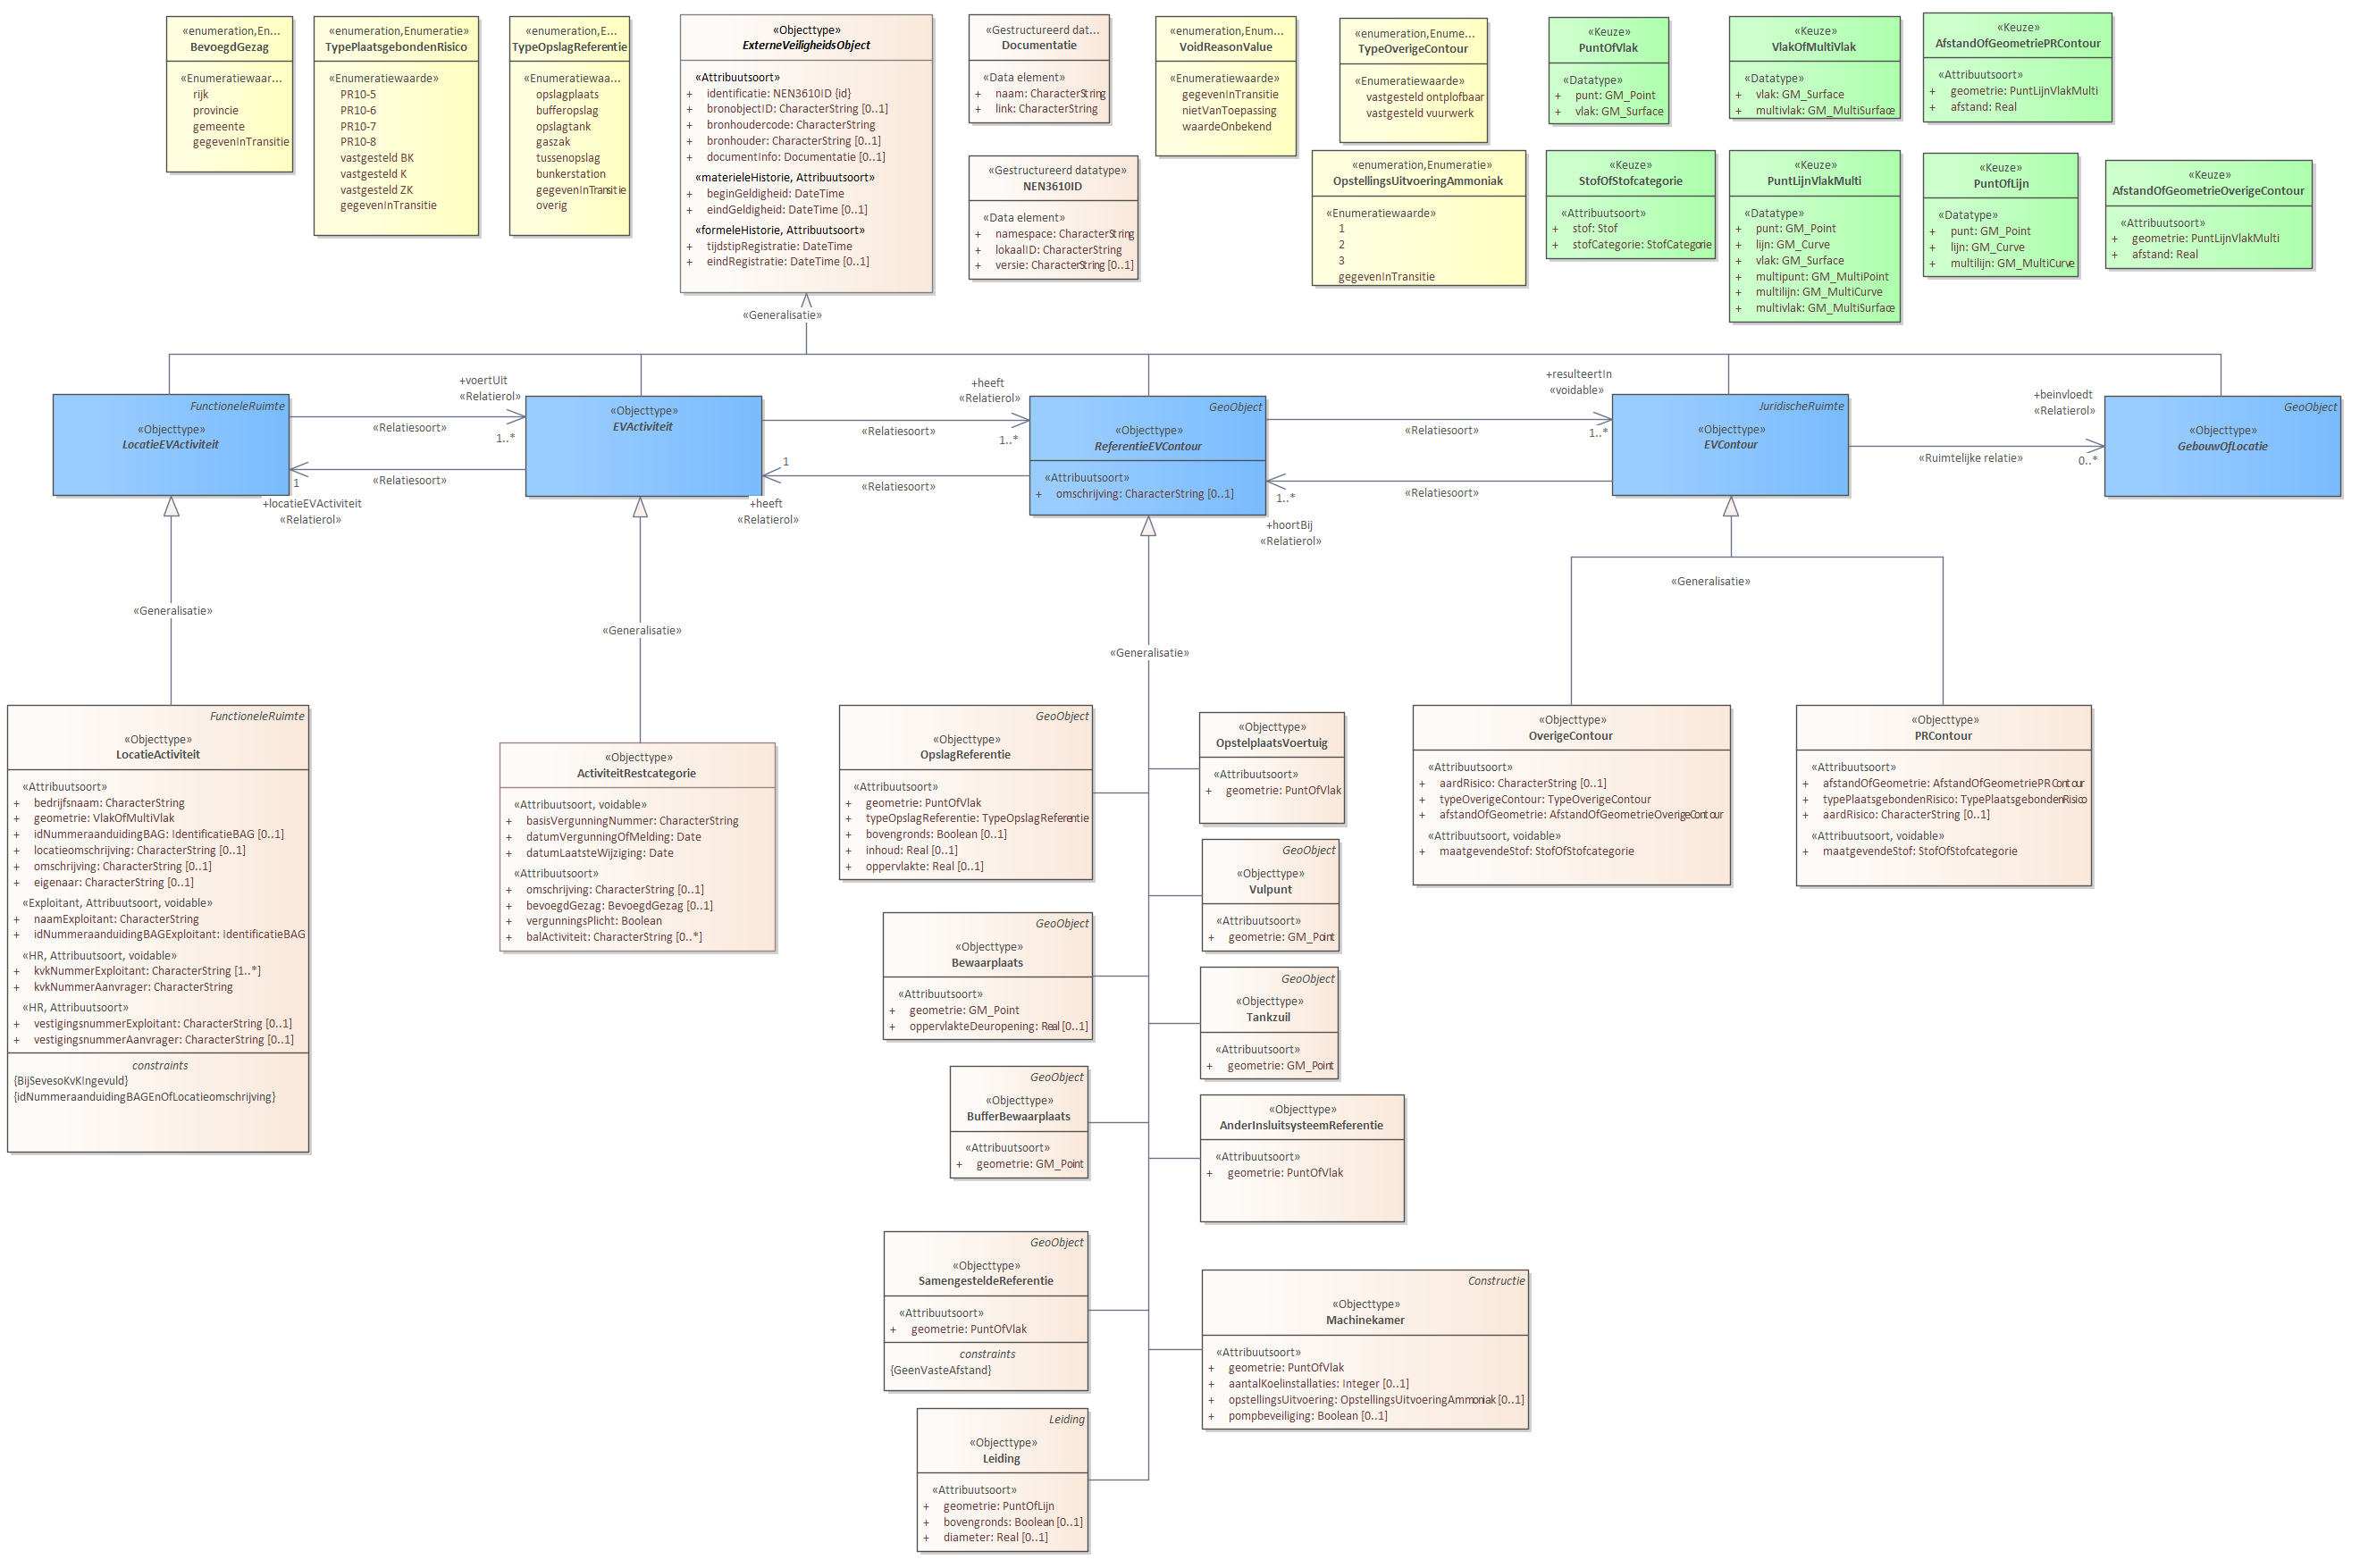 «enumeration,En...
BevoegdGezag
«Enumeratiewaar...
rijk
provincie
gemeente
gegevenInTransitie
«enumeration,Enumeratie»
TypePlaatsgebondenRisico
«Enumeratiewaarde»
PR10-5
PR10-6
PR10-7
PR10-8
vastgesteld BK
vastgesteld K
vastgesteld ZK
gegevenInTransitie
«enumeration,E...
TypeOpslagReferentie
«Enumeratiewaa...
opslagplaats
bufferopslag
opslagtank
gaszak
tussenopslag
bunkerstation
gegevenInTransitie
overig
«Objecttype»
ExterneVeiligheidsObject
«Attribuutsoort»
+ identificatie: NEN3610ID {id}
+ bronobjectID: CharacterString [0..1]
+ bronhoudercode: CharacterString
+ bronhouder: CharacterString [0..1]
+ documentInfo: Documentatie [0..1]
«materieleHistorie, Attribuutsoort»
+ beginGeldigheid: DateTime
+ eindGeldigheid: DateTime [0..1]
«formeleHistorie, Attribuutsoort»
+ tijdstipRegistratie: DateTime
+ eindRegistratie: DateTime [0..1]
«Gestructureerd dat...
Documentatie
«Data element»
+ naam: CharacterString
+ link: CharacterString
«Gestructureerd datatype»
NEN3610ID
«Data element»
+ namespace: CharacterString
+ lokaalID: CharacterString
+ versie: CharacterString [0..1]
«enumeration,Enum...
VoidReasonValue
«Enumeratiewaarde»
gegevenInTransitie
nietVanToepassing
waardeOnbekend
«enumeration,Enume...
TypeOverigeContour
«Enumeratiewaarde»
vastgesteld ontplofbaar
vastgesteld vuurwerk
«enumeration,Enumeratie»
OpstellingsUitvoeringAmmoniak
«Enumeratiewaarde»
1
2
3
gegevenInTransitie
«Keuze»
PuntOfVlak
«Datatype»
+ punt: GM_Point
+ vlak: GM_Surface
«Keuze»
VlakOfMultiVlak
«Datatype»
+ vlak: GM_Surface
+ multivlak: GM_MultiSurface
«Keuze»
AfstandOfGeometriePRContour
«Attribuutsoort»
+ geometrie: PuntLijnVlakMulti
+ afstand: Real
«Keuze»
StofOfStofcategorie
«Attribuutsoort»
+ stof: Stof
+ stofCategorie: StofCategorie
«Keuze»
PuntLijnVlakMulti
«Datatype»
+ punt: GM_Point
+ lijn: GM_Curve
+ vlak: GM_Surface
+ multipunt: GM_MultiPoint
+ multilijn: GM_MultiCurve
+ multivlak: GM_MultiSurface
«Keuze»
PuntOfLijn
«Datatype»
+ punt: GM_Point
+ lijn: GM_Curve
+ multilijn: GM_MultiCurve
«Keuze»
AfstandOfGeometrieOverigeContour
«Attribuutsoort»
+ geometrie: PuntLijnVlakMulti
+ afstand: Real
«Generalisatie»
FunctioneleRuimte
«Objecttype»
LocatieEVActiviteit
+voertUit
«Relatierol»
«Relatiesoort»
1..*
«Relatiesoort»
1
+locatieEVActiviteit
«Relatierol»
«Objecttype»
EVActiviteit
+heeft
«Relatierol»
«Relatiesoort»
1..*
1
«Relatiesoort»
+heeft
«Relatierol»
GeoObject
«Objecttype»
ReferentieEVContour
«Attribuutsoort»
+ omschrijving: CharacterString [0..1]
+resulteertIn
«voidable»
«Relatiesoort»
1..*
1..*
«Relatiesoort»
+hoortBij
«Relatierol»
JuridischeRuimte
«Objecttype»
EVContour
+beinvloedt
«Relatierol»
«Ruimtelijke relatie»
0..*
GeoObject
«Objecttype»
GebouwOfLocatie
«Generalisatie»
«Generalisatie»
«Generalisatie»
«Generalisatie»
FunctioneleRuimte
«Objecttype»
LocatieActiviteit
«Attribuutsoort»
+ bedrijfsnaam: CharacterString
+ geometrie: VlakOfMultiVlak
+ idNummeraanduidingBAG: IdentificatieBAG [0..1]
+ locatieomschrijving: CharacterString [0..1]
+ omschrijving: CharacterString [0..1]
+ eigenaar: CharacterString [0..1]
«Exploitant, Attribuutsoort, voidable»
+ naamExploitant: CharacterString
+ idNummeraanduidingBAGExploitant: IdentificatieBAG
«HR, Attribuutsoort, voidable»
+ kvkNummerExploitant: CharacterString [1..*]
+ kvkNummerAanvrager: CharacterString
«HR, Attribuutsoort»
+ vestigingsnummerExploitant: CharacterString [0..1]
+ vestigingsnummerAanvrager: CharacterString [0..1]
constraints
{BijSevesoKvKIngevuld}
{idNummeraanduidingBAGEnOfLocatieomschrijving}
«Objecttype»
ActiviteitRestcategorie
«Attribuutsoort, voidable»
+ basisVergunningNummer: CharacterString
+ datumVergunningOfMelding: Date
+ datumLaatsteWijziging: Date
«Attribuutsoort»
+ omschrijving: CharacterString [0..1]
+ bevoegdGezag: BevoegdGezag [0..1]
+ vergunningsPlicht: Boolean
+ balActiviteit: CharacterString [0..*]
GeoObject
«Objecttype»
OpslagReferentie
«Attribuutsoort»
+ geometrie: PuntOfVlak
+ typeOpslagReferentie: TypeOpslagReferentie
+ bovengronds: Boolean [0..1]
+ inhoud: Real [0..1]
+ oppervlakte: Real [0..1]
«Objecttype»
OpstelplaatsVoertuig
«Attribuutsoort»
+ geometrie: PuntOfVlak
GeoObject
«Objecttype»
Vulpunt
«Attribuutsoort»
+ geometrie: GM_Point
GeoObject
«Objecttype»
Bewaarplaats
«Attribuutsoort»
+ geometrie: GM_Point
+ oppervlakteDeuropening: Real [0..1]
GeoObject
«Objecttype»
Tankzuil
«Attribuutsoort»
+ geometrie: GM_Point
GeoObject
«Objecttype»
BufferBewaarplaats
«Attribuutsoort»
+ geometrie: GM_Point
«Objecttype»
AnderInsluitsysteemReferentie
«Attribuutsoort»
+ geometrie: PuntOfVlak
GeoObject
«Objecttype»
SamengesteldeReferentie
«Attribuutsoort»
+ geometrie: PuntOfVlak
constraints
{GeenVasteAfstand}
Constructie
«Objecttype»
Machinekamer
«Attribuutsoort»
+ geometrie: PuntOfVlak
+ aantalKoelinstallaties: Integer [0..1]
+ opstellingsUitvoering: OpstellingsUitvoeringAmmoniak [0..1]
+ pompbeveiliging: Boolean [0..1]
Leiding
«Objecttype»
Leiding
«Attribuutsoort»
+ geometrie: PuntOfLijn
+ bovengronds: Boolean [0..1]
+ diameter: Real [0..1]
«Objecttype»
OverigeContour
«Attribuutsoort»
+ aardRisico: CharacterString [0..1]
+ typeOverigeContour: TypeOverigeContour
+ afstandOfGeometrie: AfstandOfGeometrieOverigeContour
«Attribuutsoort, voidable»
+ maatgevendeStof: StofOfStofcategorie
«Objecttype»
PRContour
«Attribuutsoort»
+ afstandOfGeometrie: AfstandOfGeometriePRContour
+ typePlaatsgebondenRisico: TypePlaatsgebondenRisico
+ aardRisico: CharacterString [0..1]
«Attribuutsoort, voidable»
+ maatgevendeStof: StofOfStofcategorie